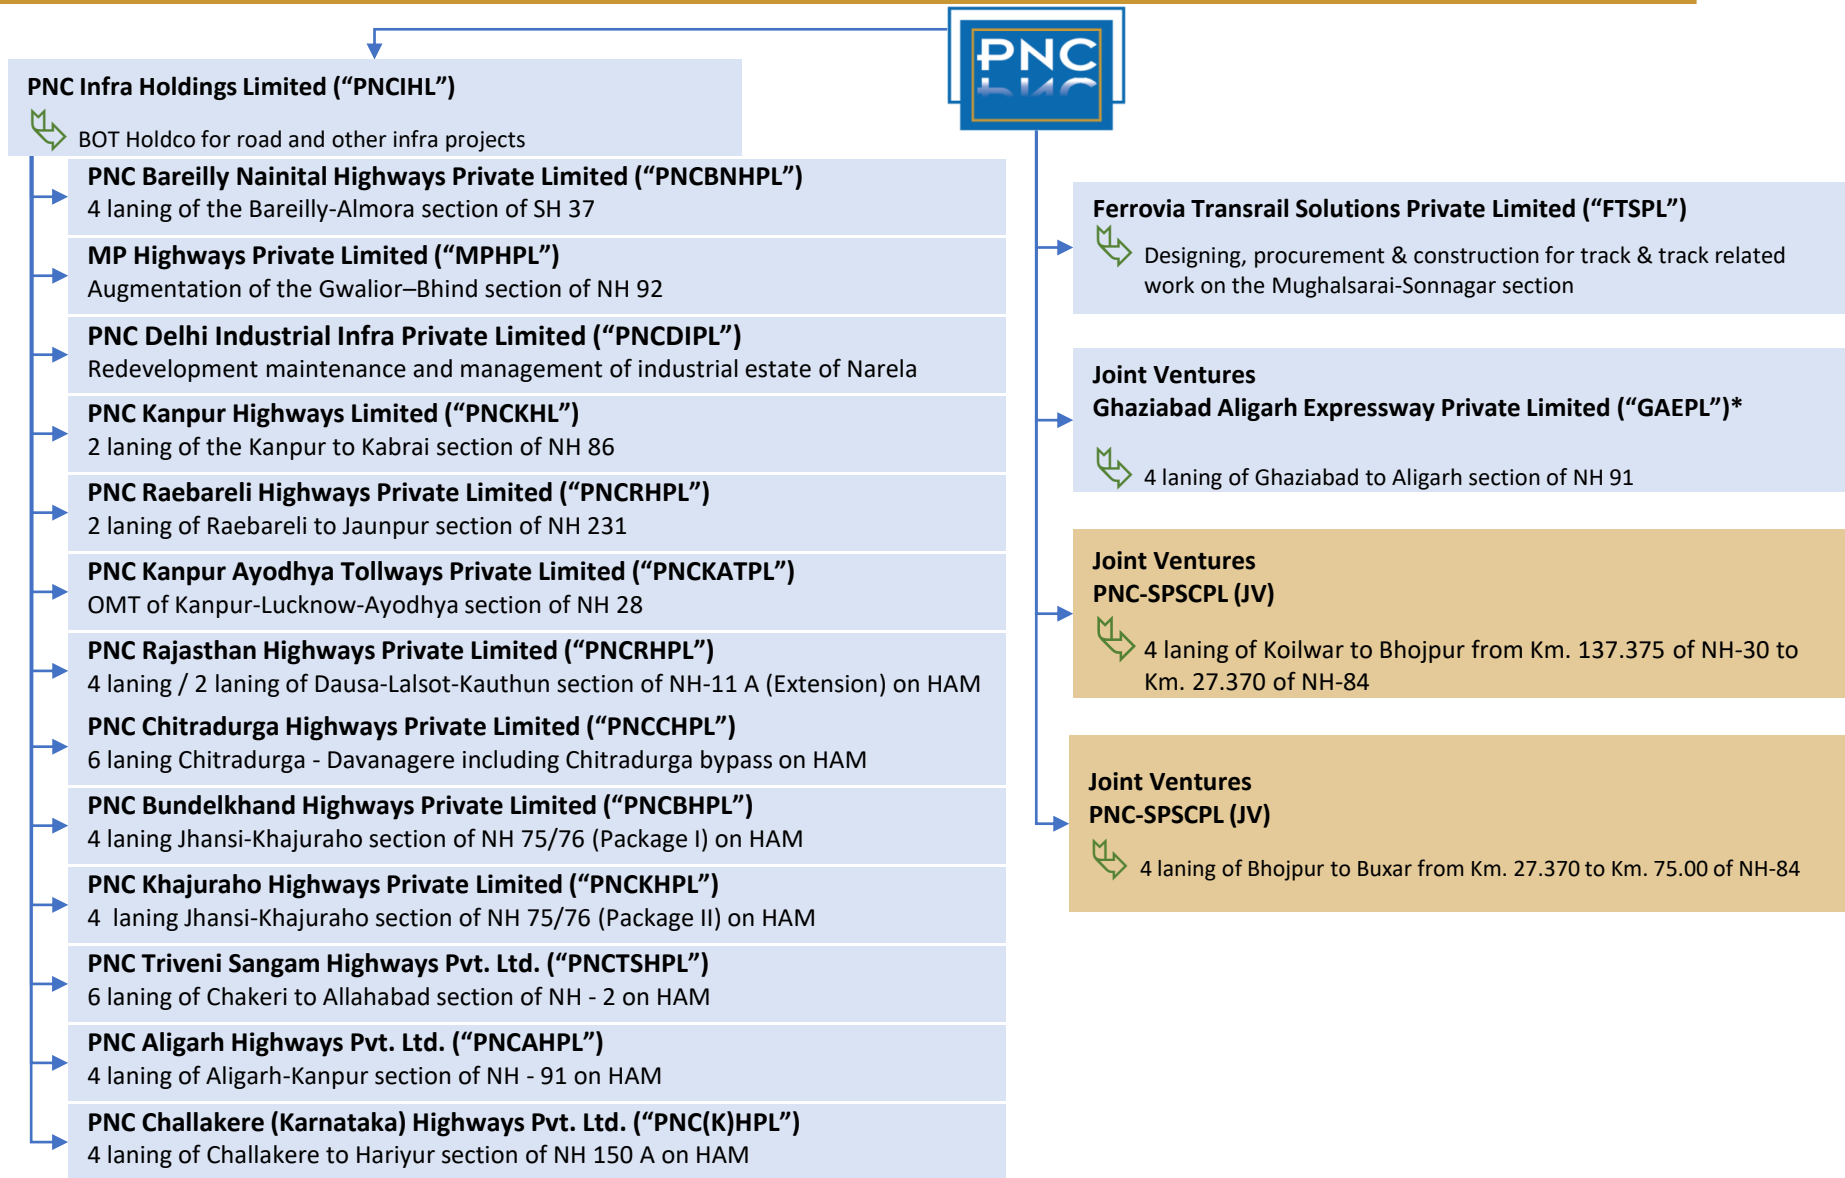 PNC
PNC Infra Holdings Limited (“PNCIHL”)
BOT Holdco for road and other infra projects
PNC Bareilly Nainital Highways Private Limited (“PNCBNHPL”)
4 laning of the Bareilly-Almora section of SH 37
MP Highways Private Limited (“MPHPL”)
Augmentation of the Gwalior–Bhind section of NH 92
PNC Delhi Industrial Infra Private Limited (“PNCDIPL”)
Redevelopment maintenance and management of industrial estate of Narela
PNC Kanpur Highways Limited (“PNCKHL”)
2 laning of the Kanpur to Kabrai section of NH 86
PNC Raebareli Highways Private Limited (“PNCRHPL”)
2 laning of Raebareli to Jaunpur section of NH 231
PNC Kanpur Ayodhya Tollways Private Limited (“PNCKATPL”)
OMT of Kanpur-Lucknow-Ayodhya section of NH 28
PNC Rajasthan Highways Private Limited (“PNCRHPL”)
4 laning / 2 laning of Dausa-Lalsot-Kauthun section of NH-11 A (Extension) on HAM
PNC Chitradurga Highways Private Limited (“PNCCHPL”)
6 laning Chitradurga - Davanagere including Chitradurga bypass on HAM
PNC Bundelkhand Highways Private Limited (“PNCBHPL”)
4 laning Jhansi-Khajuraho section of NH 75/76 (Package I) on HAM
PNC Khajuraho Highways Private Limited (“PNCKHPL”)
4 laning Jhansi-Khajuraho section of NH 75/76 (Package II) on HAM
PNC Triveni Sangam Highways Pvt. Ltd. (“PNCTSHPL”)
6 laning of Chakeri to Allahabad section of NH - 2 on HAM
PNC Aligarh Highways Pvt. Ltd. (“PNCAHPL”)
4 laning of Aligarh-Kanpur section of NH - 91 on HAM
PNC Challakere (Karnataka) Highways Pvt. Ltd. (“PNC(K)HPL”)
4 laning of Challakere to Hariyur section of NH 150 A on HAM
Ferrovia Transrail Solutions Private Limited (“FTSPL”)
Designing, procurement & construction for track & track related
work on the Mughalsarai-Sonnagar section
Joint Ventures
Ghaziabad Aligarh Expressway Private Limited (“GAEPL”)*
4 laning of Ghaziabad to Aligarh section of NH 91
Joint Ventures
PNC-SPSCPL (JV)
4 laning of Koilwar to Bhojpur from Km. 137.375 of NH-30 to
Km. 27.370 of NH-84
Joint Ventures
PNC-SPSCPL (JV)
4 laning of Bhojpur to Buxar from Km. 27.370 to Km. 75.00 of NH-84